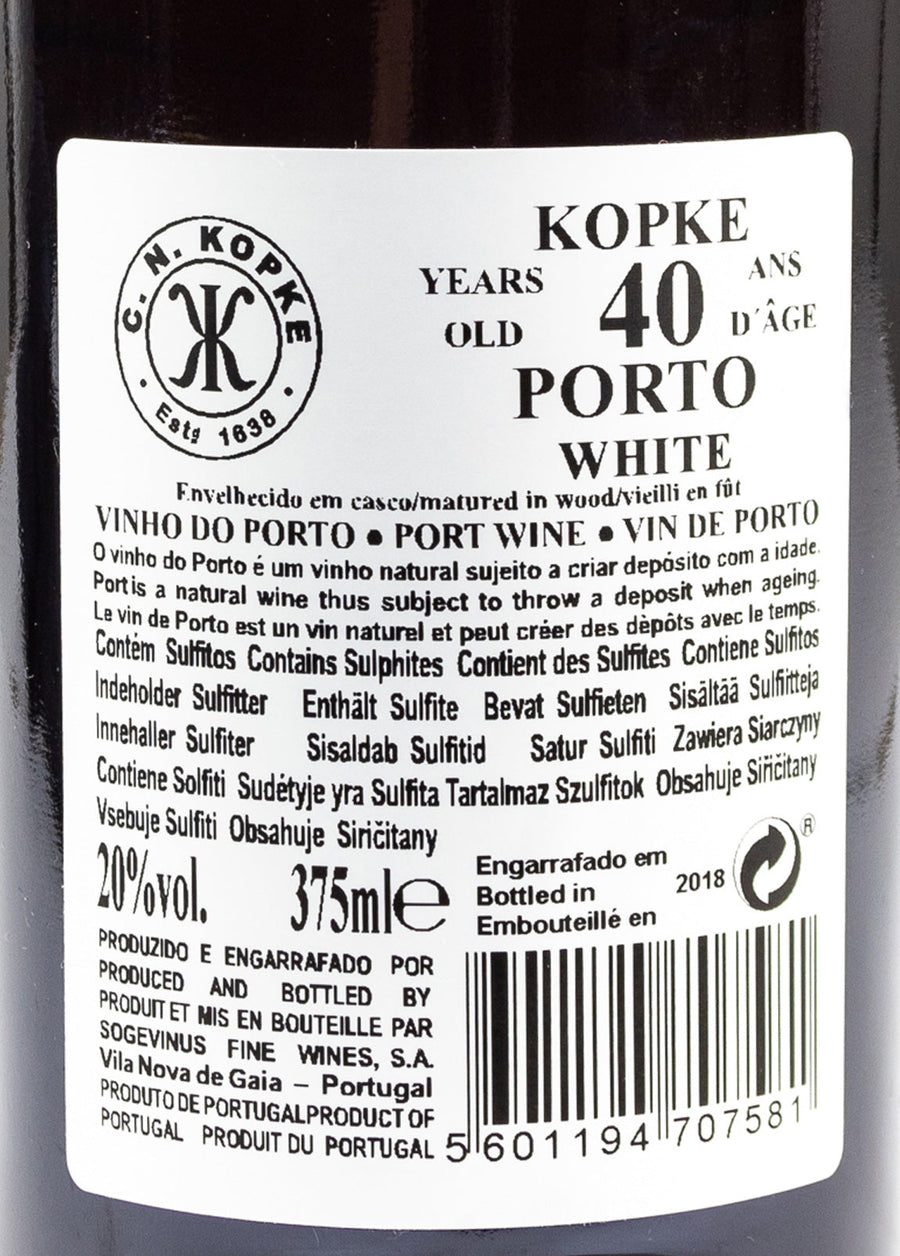 C. N. KOPKE
· Estd 1638 ·
KOPKE
YEARS 40 ANS
OLD D'ÂGE
PORTO
WHITE
Envelhecido em casco/matured in wood/vieilli en fût
VINHO DO PORTO • PORT WINE • VIN DE PORTO
O vinho do Porto é um vinho natural sujeito a criar depósito com a idade.
Port is a natural wine thus subject to throw a deposit when ageing.
Le vin de Porto est un vin naturel et peut créer des dèpôts avec le temps.
Contém Sulfitos Contains Sulphites Contient des Sulfites Contiene Sulfitos
Indeholder Sulfitter Enthält Sulfite Bevat Sulfieten Sisältää Sulfiitteja
Innehaller Sulfiter Sisaldab Sulfitid Satur Sulfiti Zawiera Siarczyny
Contiene Solfiti Sudétyje yra Sulfita Tartalmaz Szulfitok Obsahuje Siřičitany
Vsebuje Sulfiti Obsahuje Siričitany
20%vol. 375ml e
Engarrafado em
Bottled in 2018 ®
Embouteillé en
PRODUZIDO E ENGARRAFADO POR
PRODUCED AND BOTTLED BY
PRODUIT ET MIS EN BOUTEILLE PAR
SOGEVINUS FINE WINES, S.A.
Vila Nova de Gaia – Portugal
PRODUTO DE PORTUGAL PRODUCT OF
PORTUGAL PRODUIT DU PORTUGAL
5 601194 707581